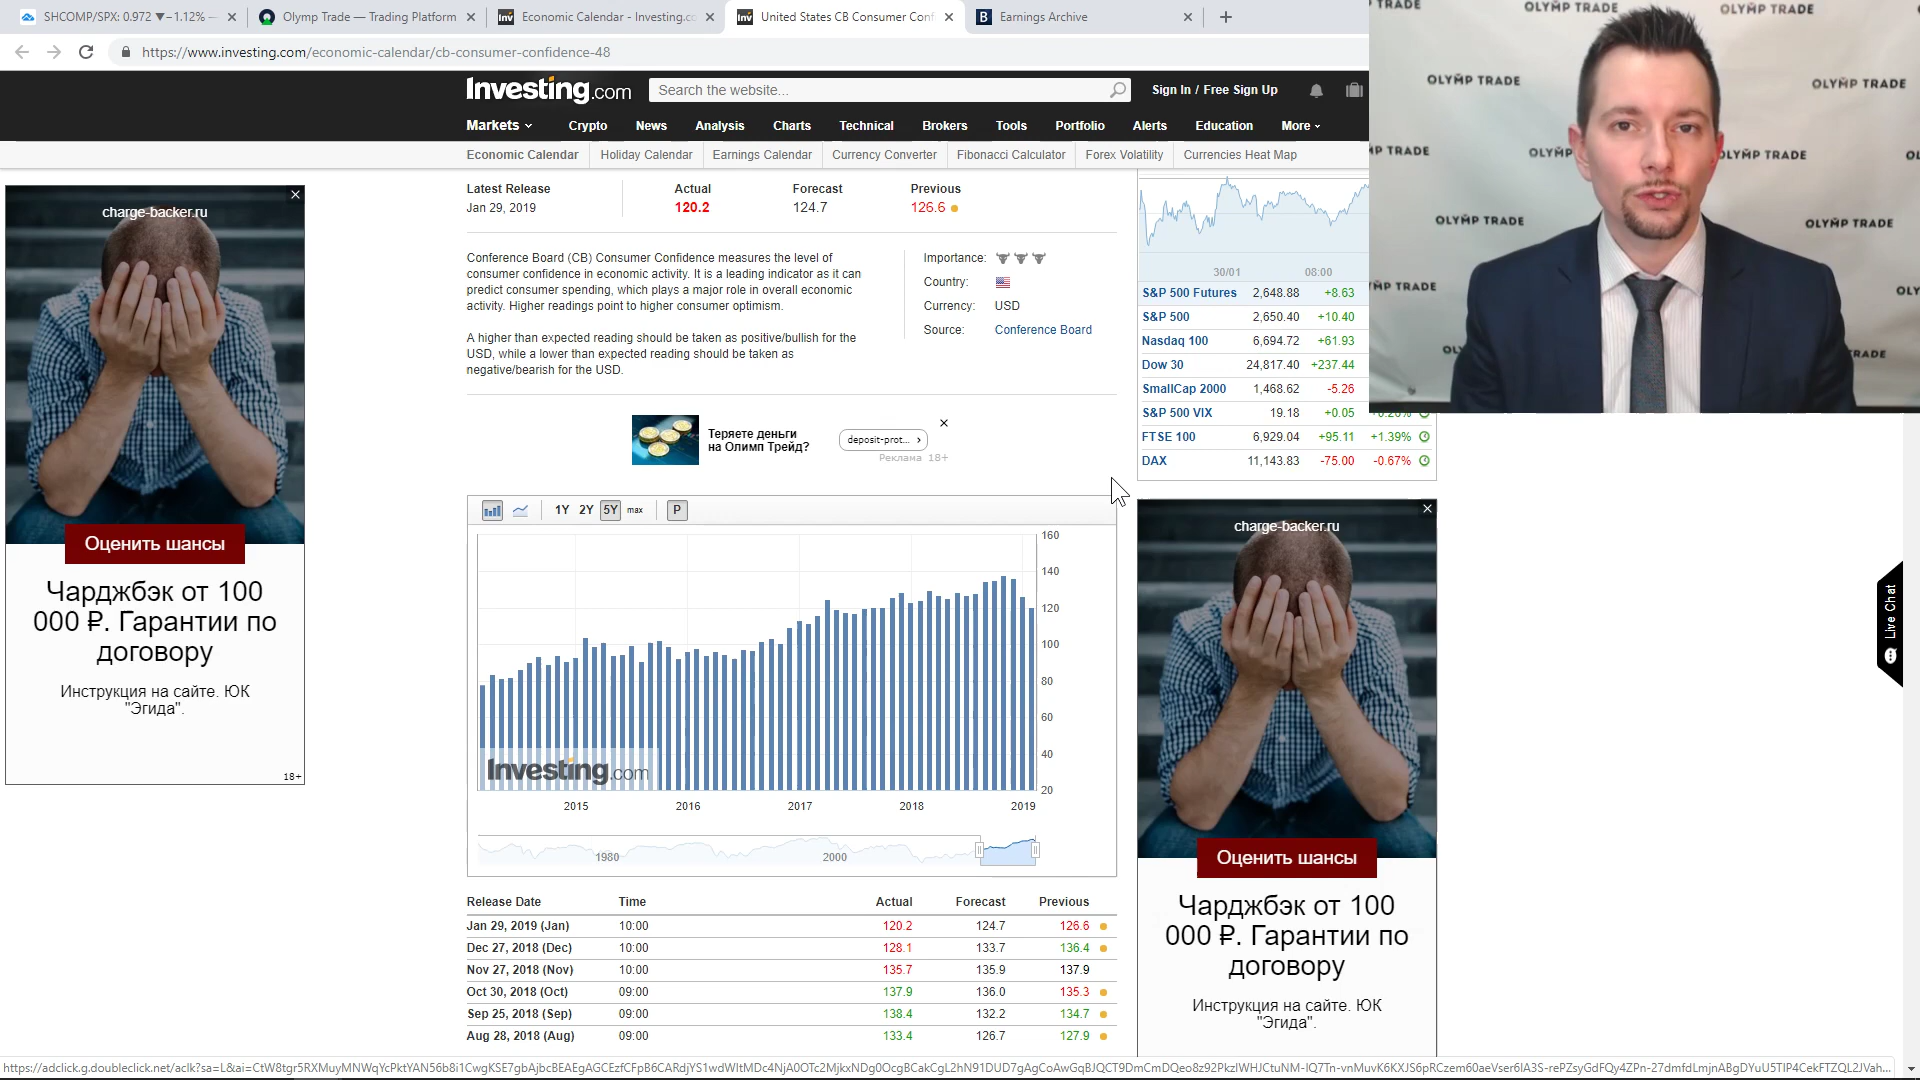 SHCOMP/SPX: 0.972 ▼−1.12%
Olymp Trade — Trading Platform
Economic Calendar - Investing.co
United States CB Consumer Conf
Earnings Archive
https://www.investing.com/economic-calendar/cb-consumer-confidence-48
Investing.com
Search the website...
Sign In / Free Sign Up
Markets
Crypto
News
Analysis
Charts
Technical
Brokers
Tools
Portfolio
Alerts
Education
More
Economic Calendar
Holiday Calendar
Earnings Calendar
Currency Converter
Fibonacci Calculator
Forex Volatility
Currencies Heat Map
Latest Release Actual Forecast Previous
Jan 29, 2019 120.2 124.7 126.6
Conference Board (CB) Consumer Confidence measures the level of
consumer confidence in economic activity. It is a leading indicator as it can
predict consumer spending, which plays a major role in overall economic
activity. Higher readings point to higher consumer optimism.
A higher than expected reading should be taken as positive/bullish for the
USD, while a lower than expected reading should be taken as
negative/bearish for the USD.
Importance:
Country:
Currency: USD
Source: Conference Board
30/01 08:00
S&P 500 Futures 2,648.88 +8.63
S&P 500 2,650.40 +10.40
Nasdaq 100 6,694.72 +61.93
Dow 30 24,817.40 +237.44
SmallCap 2000 1,468.62 -5.26
S&P 500 VIX 19.18 +0.05
FTSE 100 6,929.04 +95.11 +1.39%
DAX 11,143.83 -75.00 -0.67%
OLYMP TRADE
OLYMP TRADE
OLYMP TRADE
OLYMP TRADE
OLYMP TRADE
OLYMP TRADE
charge-backer.ru
Оценить шансы
Чарджбэк от 100
000 ₽. Гарантии по
договору
Инструкция на сайте. ЮК
"Эгида".
18+
Теряете деньги
на Олимп Трейд?
deposit-prot... ›
Реклама 18+
1Y 2Y 5Y max P
160
140
120
100
80
60
40
20
2015 2016 2017 2018 2019
Investing.com
1980 2000
Release Date Time Actual Forecast Previous
Jan 29, 2019 (Jan) 10:00 120.2 124.7 126.6
Dec 27, 2018 (Dec) 10:00 128.1 133.7 136.4
Nov 27, 2018 (Nov) 10:00 135.7 135.9 137.9
Oct 30, 2018 (Oct) 09:00 137.9 136.0 135.3
Sep 25, 2018 (Sep) 09:00 138.4 132.2 134.7
Aug 28, 2018 (Aug) 09:00 133.4 126.7 127.9
charge-backer.ru
Оценить шансы
Чарджбэк от 100
000 ₽. Гарантии по
договору
Инструкция на сайте. ЮК
"Эгида".
Live Chat